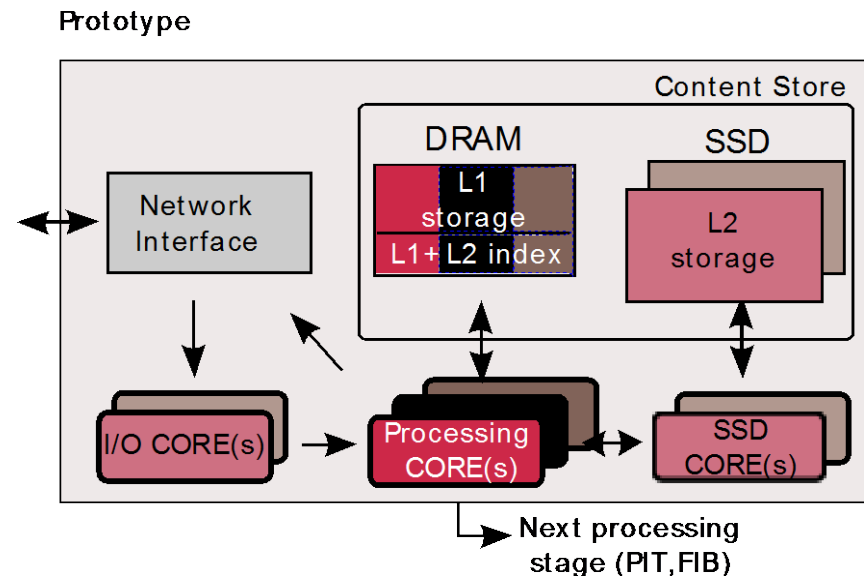 Prototype
Content Store
DRAM
SSD
L1
storage
L1+ L2 index
L2
storage
Network
Interface
I/O CORE(s)
Processing
CORE(s)
SSD
CORE(s)
Next processing
stage (PIT,FIB)